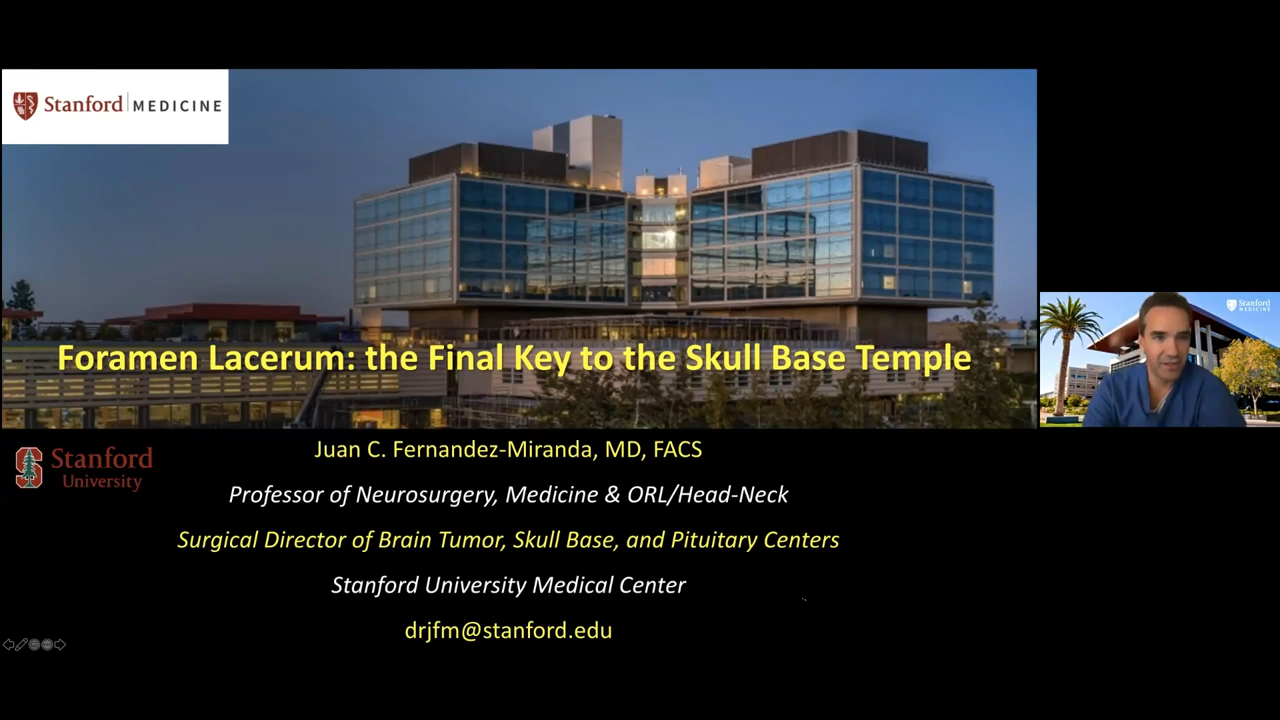 Stanford MEDICINE
Foramen Lacerum: the Final Key to the Skull Base Temple
Stanford MEDICINE
Juan C. Fernandez-Miranda, MD, FACS
Stanford University
Professor of Neurosurgery, Medicine & ORL/Head-Neck
Surgical Director of Brain Tumor, Skull Base, and Pituitary Centers
Stanford University Medical Center
drjfm@stanford.edu